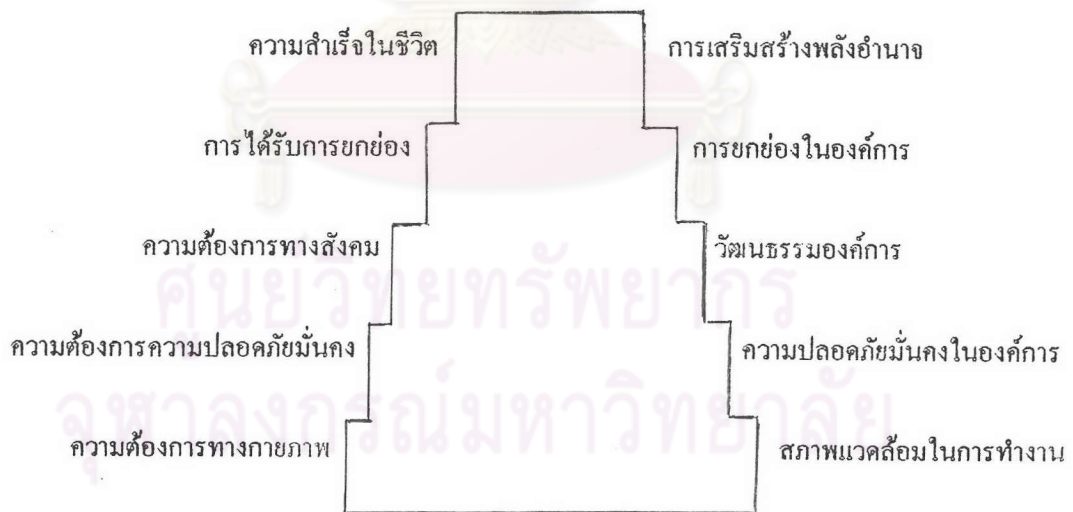 ความสำเร็จในชีวิต การเสริมสร้างพลังอำนาจ
การได้รับการยกย่อง การยกย่องในองค์การ
ความต้องการทางสังคม วัฒนธรรมองค์การ
ศูนย์วิทยทรัพยากร
ความต้องการความปลอดภัยมั่นคง ความปลอดภัยมั่นคงในองค์การ
จุฬาลงกรณ์มหาวิทยาลัย
ความต้องการทางกายภาพ สภาพแวดล้อมในการทำงาน